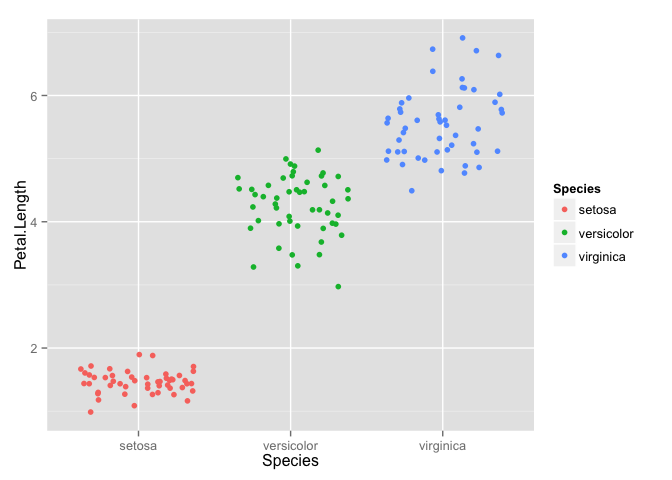 Petal.Length
6
4
2
setosa
versicolor
virginica
Species
Species
setosa
versicolor
virginica